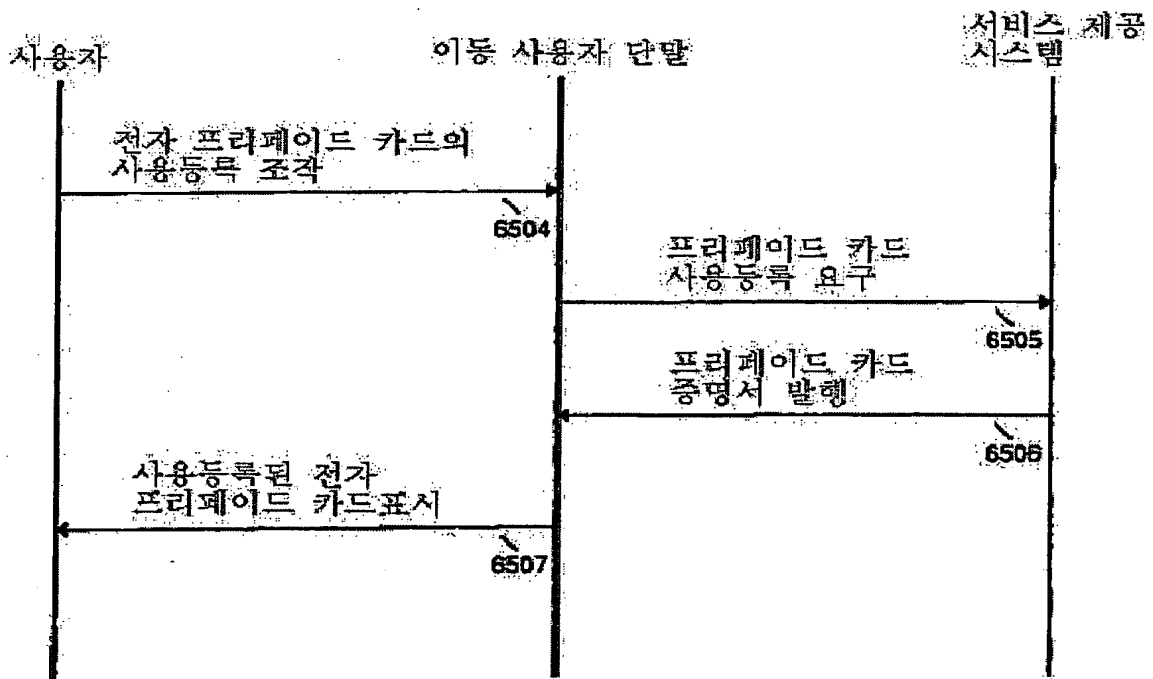 사용자
이동 사용자 단말
서비스 제공
시스템
전자 프리페이드 카드의
사용등록 조작
6504
프리페이드 카드
사용등록 요구
6505
프리페이드 카드
증명서 발행
6506
사용등록된 전자
프리페이드 카드표시
6507